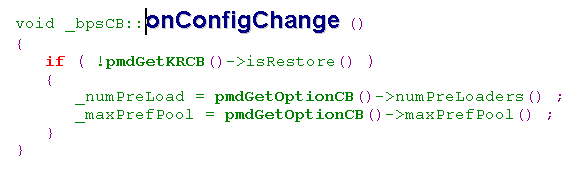 void _bpsCB::onConfigChange ()
{
   if ( !pmdGetKRCB()->isRestore() )
   {
      _numPreLoad = pmdGetOptionCB()->numPreLoaders() ;
      _maxPrefPool = pmdGetOptionCB()->maxPrefPool() ;
   }
}